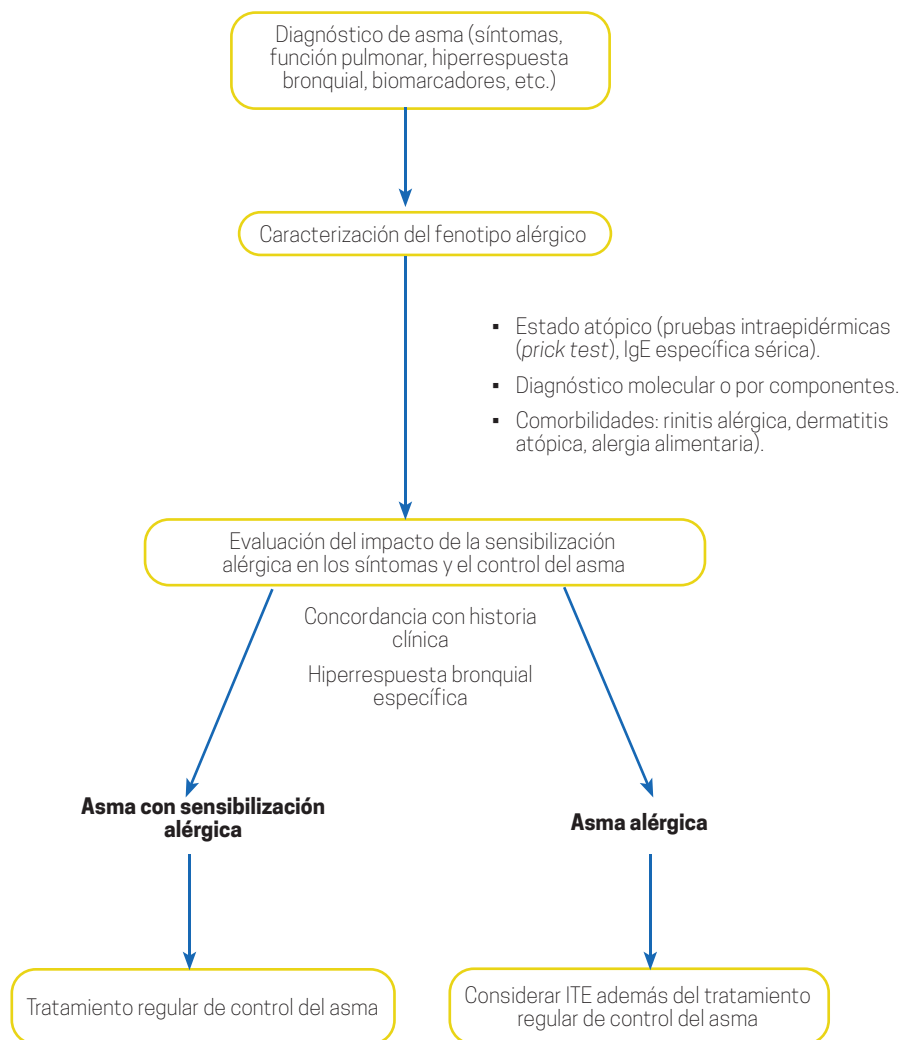 Diagnóstico de asma (síntomas,
función pulmonar, hiperrespuesta
bronquial, biomarcadores, etc.)
Caracterización del fenotipo alérgico
▪ Estado atópico (pruebas intraepidérmicas
(prick test), IgE específica sérica).
▪ Diagnóstico molecular o por componentes.
▪ Comorbilidades: rinitis alérgica, dermatitis
atópica, alergia alimentaria).
Evaluación del impacto de la sensibilización
alérgica en los síntomas y el control del asma
Concordancia con historia
clínica
Hiperrespuesta bronquial
específica
Asma con sensibilización
alérgica
Asma alérgica
Tratamiento regular de control del asma
Considerar ITE además del tratamiento
regular de control del asma